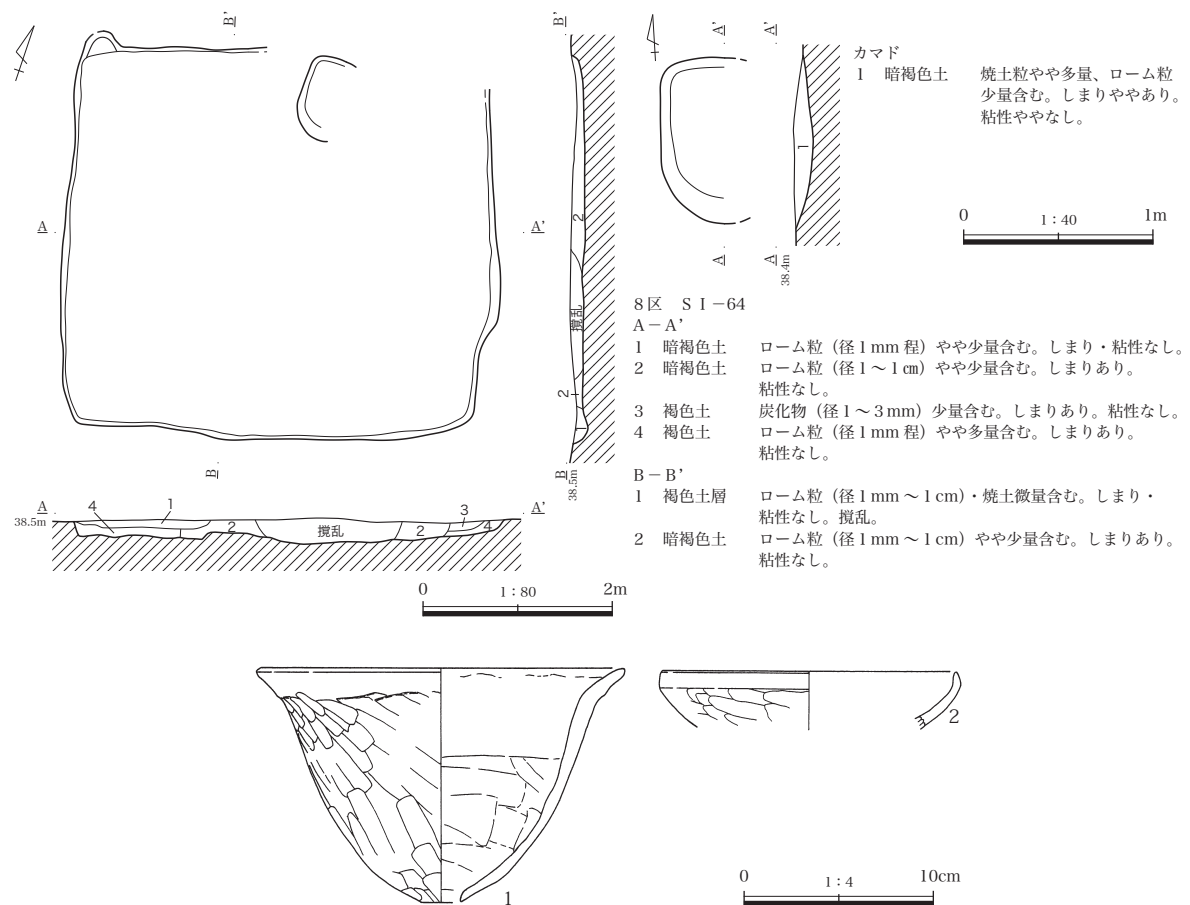 B'
B'
A'
A'
カマド
1 暗褐色土 焼土粒やや多量、ローム粒
少量含む。しまりややあり。
粘性ややなし。
1
0 1:40 1m
A
A'
2
A
A
38.4m
8区 SI-64
A-A'
1 暗褐色土 ローム粒(径1mm程)やや少量含む。しまり・粘性なし。
2 暗褐色土 ローム粒(径1〜1㎝)やや少量含む。しまりあり。
粘性なし。
3 褐色土 炭化物(径1〜3mm)少量含む。しまりあり。粘性なし。
4 褐色土 ローム粒(径1mm程)やや多量含む。しまりあり。
粘性なし。
B-B'
1 褐色土層 ローム粒(径1mm〜1cm)・焼土微量含む。しまり・
粘性なし。撹乱。
2 暗褐色土 ローム粒(径1mm〜1cm)やや少量含む。しまりあり。
粘性なし。
撹乱
2
1
B
B
38.5m
A
38.5m
4
1
2
撹乱
2
3
4
A'
0 1:80 2m
1
2
0 1:4 10cm